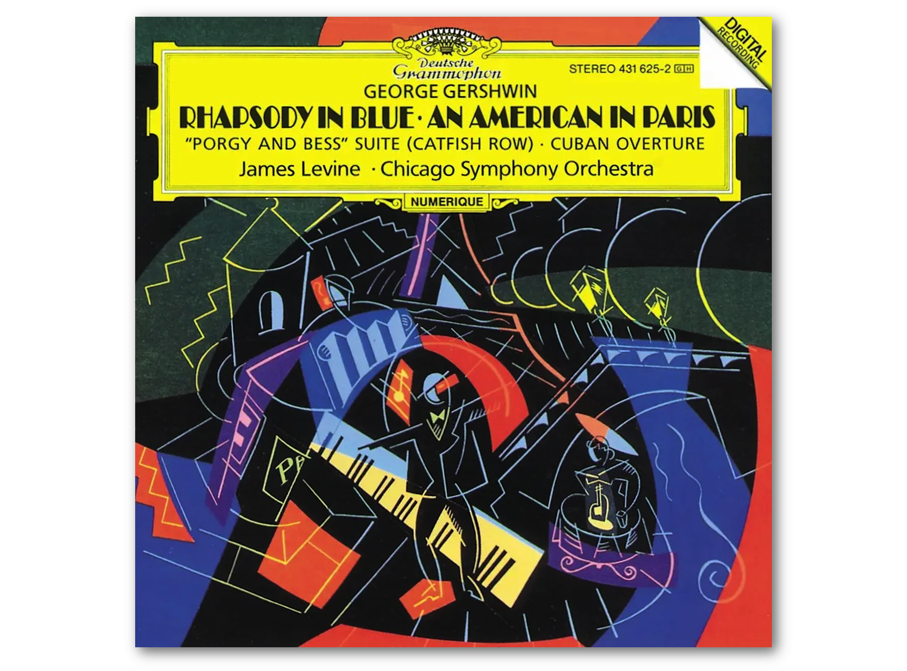 DIGITAL
RECORDING
Deutsche
Grammophon
STEREO 431 625-2 GH
GEORGE GERSHWIN
RHAPSODY IN BLUE · AN AMERICAN IN PARIS
"PORGY AND BESS" SUITE (CATFISH ROW) · CUBAN OVERTURE
James Levine · Chicago Symphony Orchestra
NUMERIQUE